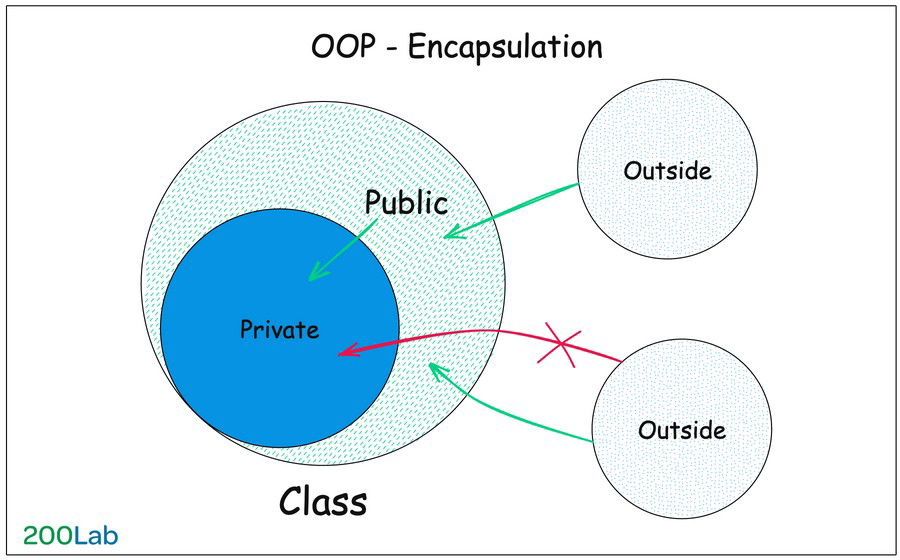 OOP - Encapsulation
Outside
Public
Private
Outside
Class
200Lab